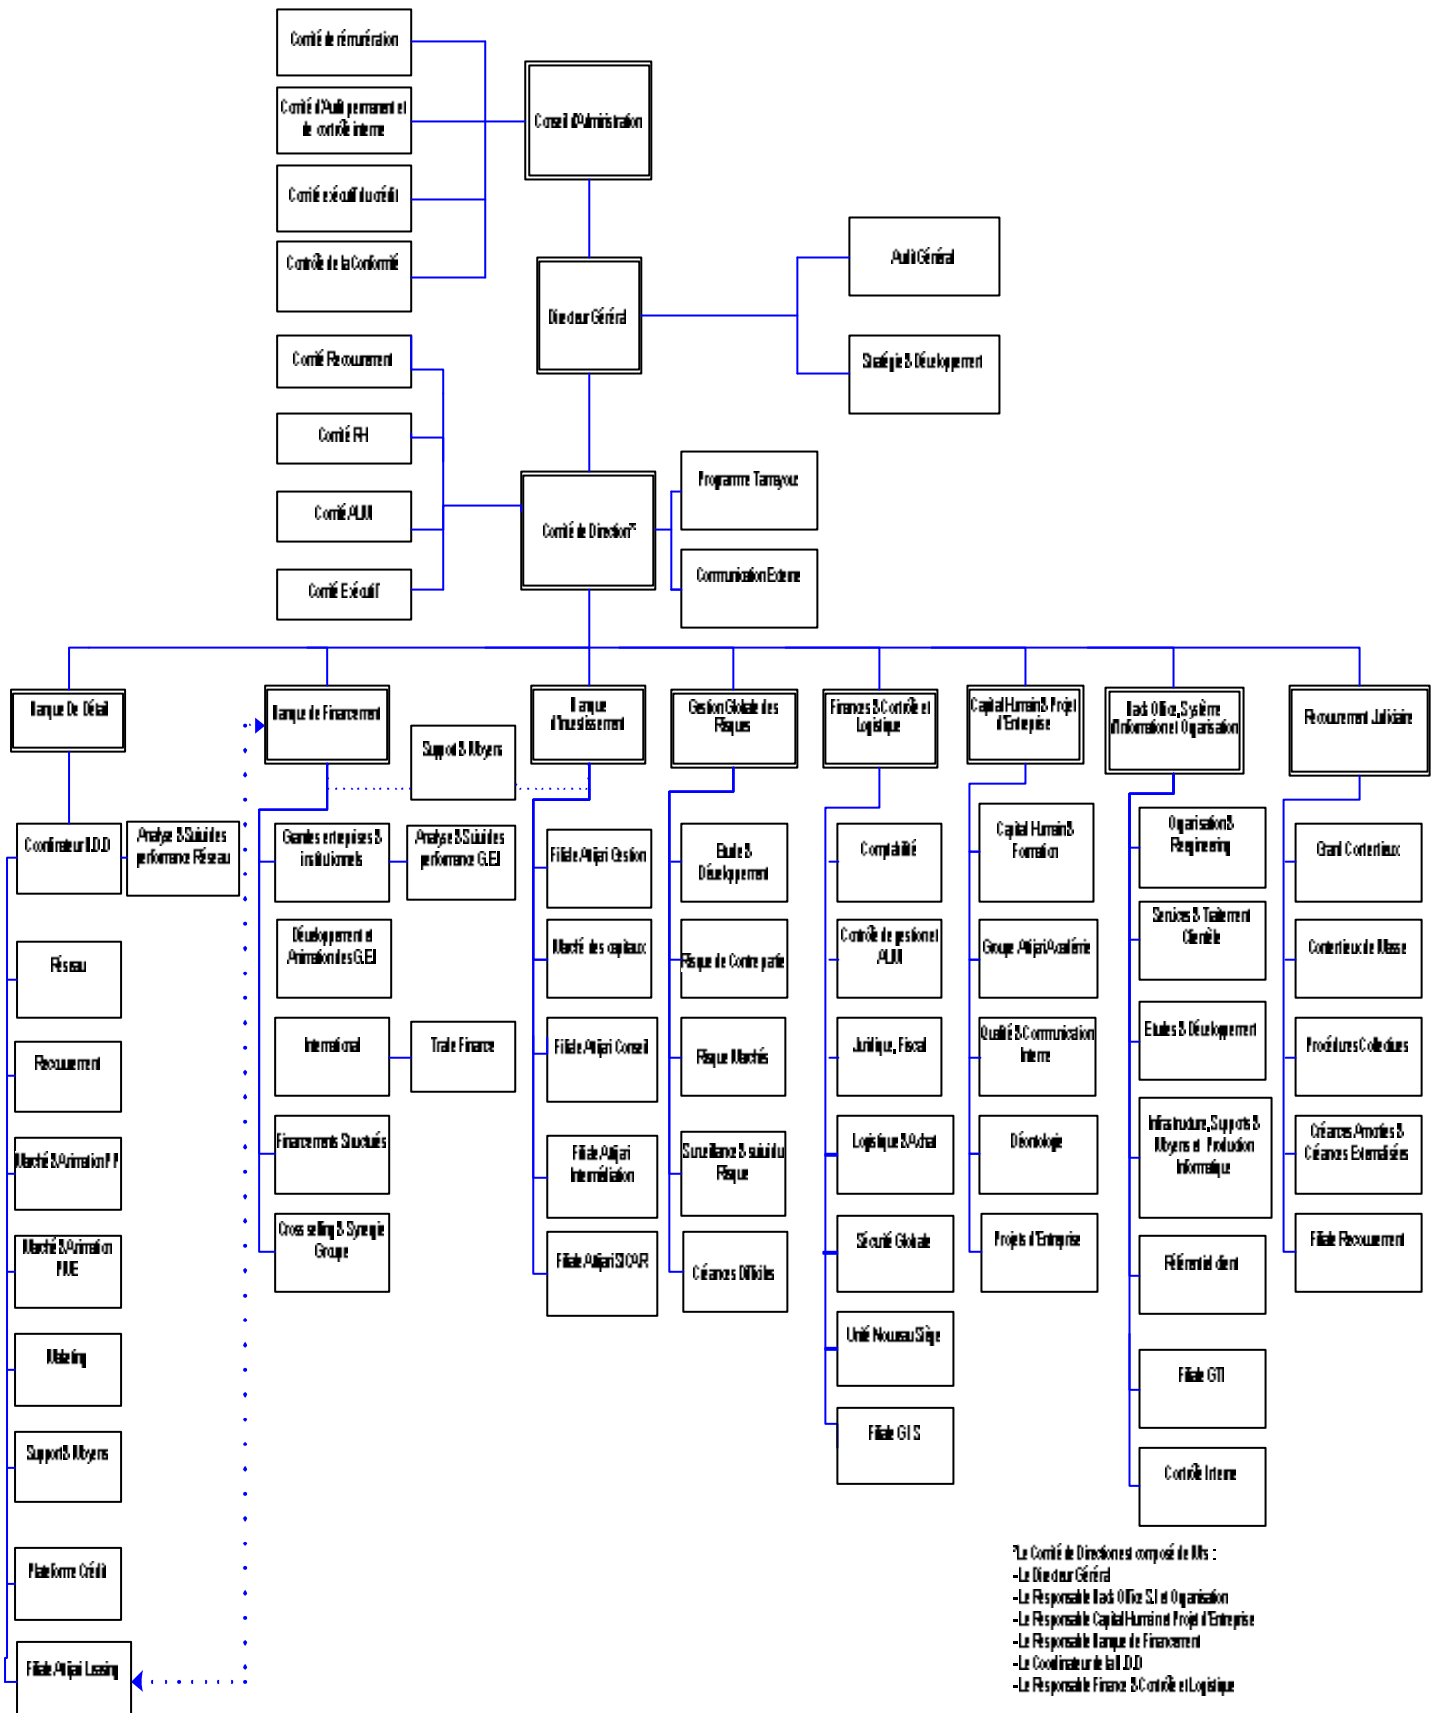 Comité de rémunération
Comité d'Audit permanent et
de contrôle interne
Conseil d'Administration
Comité exécutif du crédit
Contrôle de la Conformité
Audit Général
Directeur Général
Comité Recouvrement
Stratégie & Développement
Comité RH
Programme Tamayouz
Comité ALM
Comité de Direction*
Communication Externe
Comité Exécutif
Banque De Détail
Banque de Financement
Banque
d'Investissement
Gestion Globale des
Risques
Finances & Contrôle et
Logistique
Capital Humain & Projet
d'Entreprise
Back Office, Système
d'Information et Organisation
Recouvrement Judiciaire
Support & Moyens
Coordinateur B.D.D
Analyse & Suivi des
performance Réseau
Grandes entreprises &
institutionnels
Analyse & Suivi des
performance G.E.I
Filiale Attijari Gestion
Etude &
Développement
Comptabilité
Capital Humain &
Formation
Organisation &
Reegineering
Grand Contentieux
Réseau
Développement et
Animation des G.E.I
Marché des capitaux
Risque de Contre partie
Contrôle de gestion et
ALM
Groupe Attijari Académie
Services & Traitement
Clientèle
Contentieux de Masse
Recouvrement
International
Trade Finance
Filiale Attijari Conseil
Risque Marchés
Juridique, Fiscal
Qualité & Communication
Interne
Etudes & Développement
Procédures Collectives
Marché & Animation PP
Financements Structurés
Filiale Attijari
Intermédiation
Surveillance & suivi du
Risque
Logistique & Achat
Déontologie
Infrastructure, Supports &
Moyens et Production
Informatique
Créances Amorties &
Créances Externalisées
Marché & Animation
PME
Cross selling & Synergie
Groupe
Filiale Attijari SICAR
Créances Difficiles
Sécurité Globale
Projets d'Entreprise
Référentiel client
Filiale Recouvrement
Marketing
Unité Nouveau Siège
Filiale GTI
Support & Moyens
Filiale G.I.S
Contrôle Interne
Plateforme Crédit
Filiale Attijari Leasing
*Le Comité de Direction est composé de Mrs :
-Le Directeur Général
-Le Responsable Back Office S.I et Organisation
-Le Responsable Capital Humain et Projet d'Entreprise
-Le Responsable Banque de Financement
-Le Coordinateur de la B.D.D
-Le Responsable Finance & Contrôle et Logistique